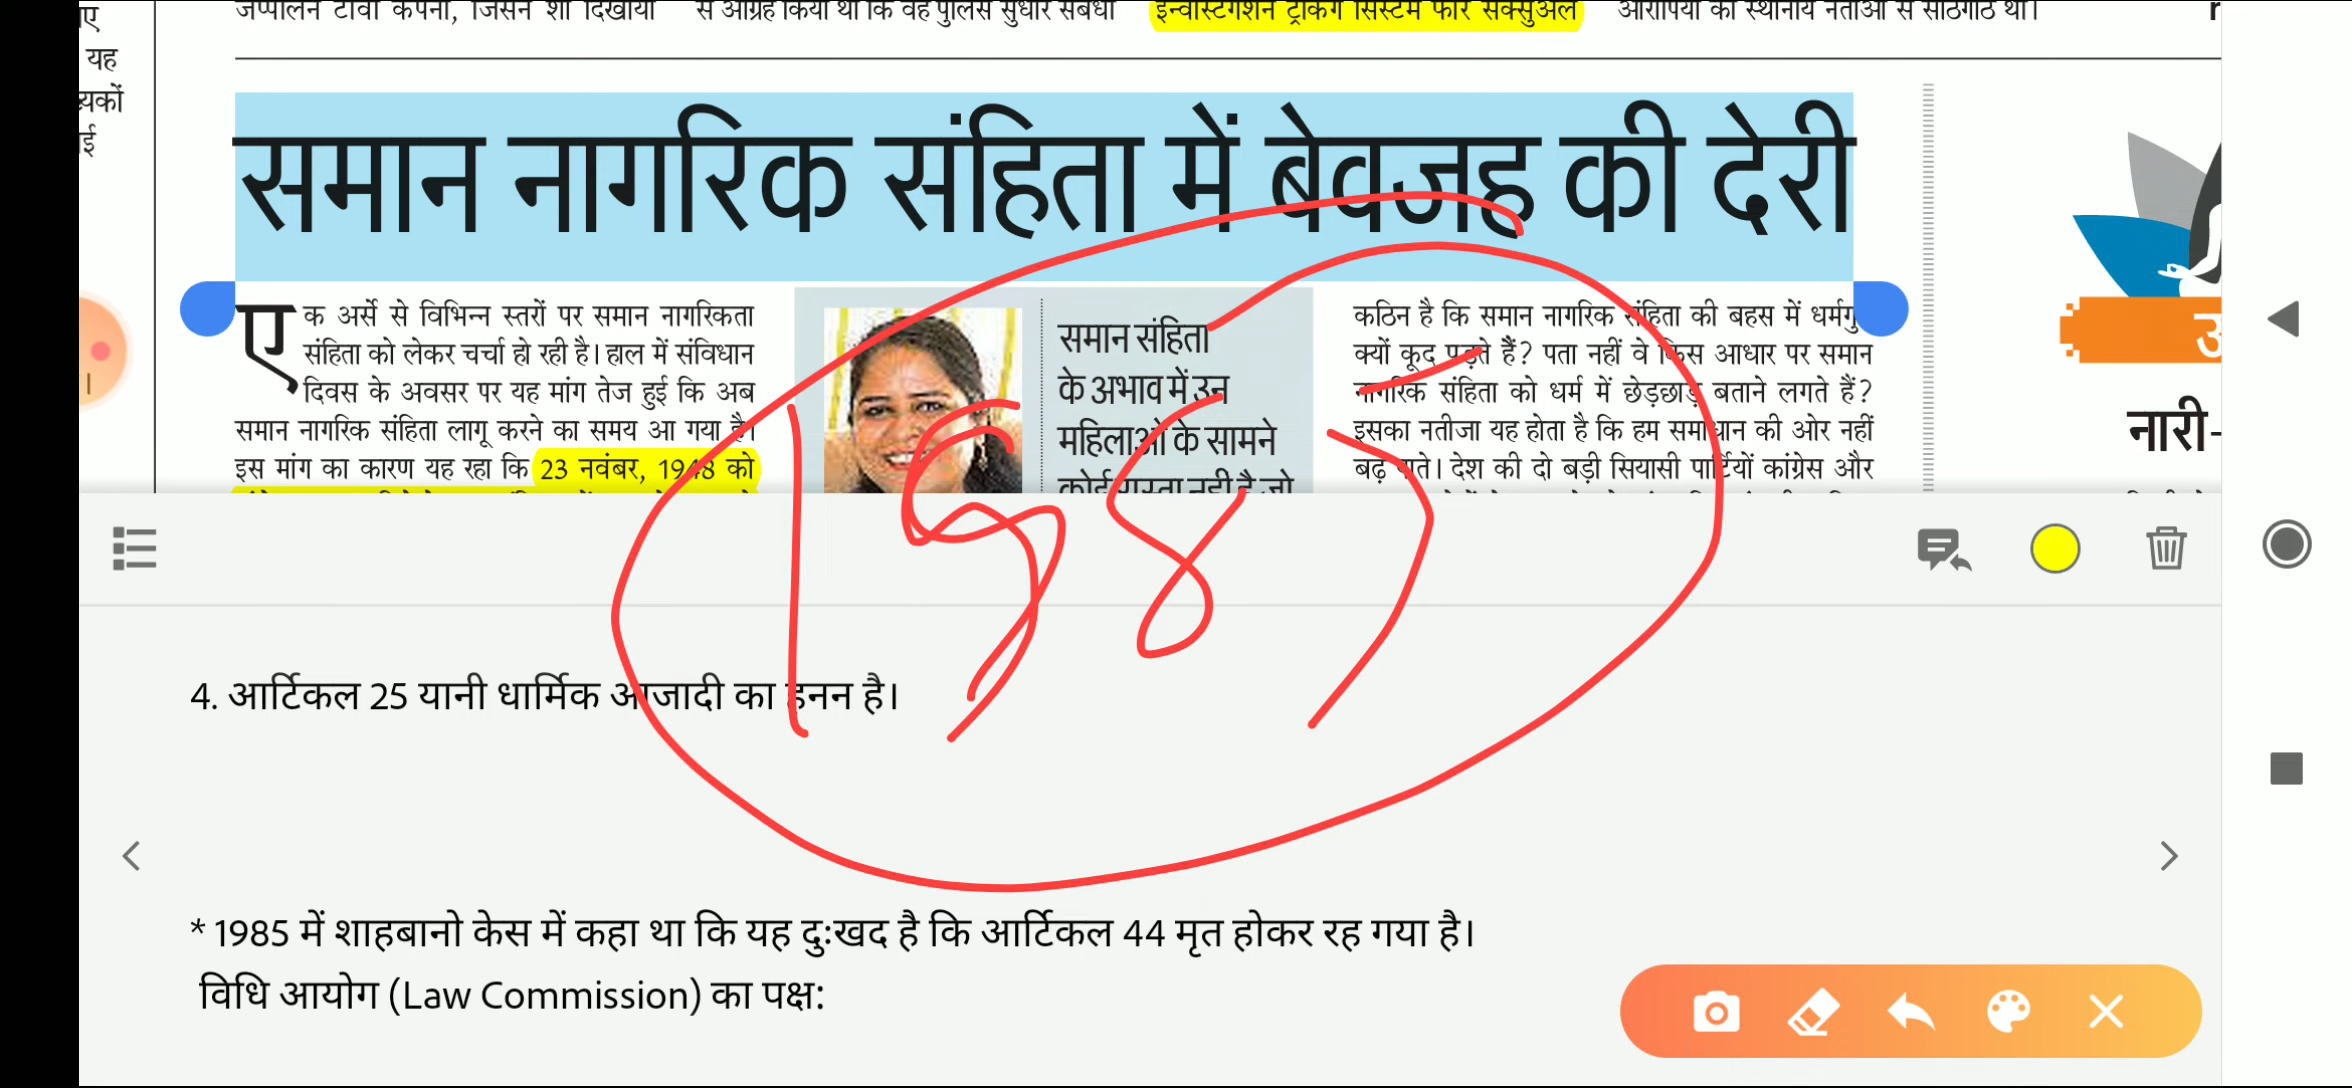 यह
समान नागरिक संहिता में बेवजह की देरी
एक अर्से से विभिन्न स्तरों पर समान नागरिकता
संहिता को लेकर चर्चा हो रही है। हाल में संविधान
दिवस के अवसर पर यह मांग तेज हुई कि अब
समान नागरिक संहिता लागू करने का समय आ गया है।
इस मांग का कारण यह रहा कि 23 नवंबर, 1948 को
समान संहिता
के अभाव में उन
महिलाओं के सामने
कोई रास्ता नहीं है जो
कठिन है कि समान नागरिक संहिता की बहस में धर्मगु
क्यों कूद पड़ते हैं? पता नहीं वे किस आधार पर समान
नागरिक संहिता को धर्म में छेड़छाड़ बताने लगते हैं?
इसका नतीजा यह होता है कि हम समाधान की ओर नहीं
बढ़ पाते। देश की दो बड़ी सियासी पार्टियों कांग्रेस और
नारी-
1985
4. आर्टिकल 25 यानी धार्मिक आजादी का हनन है।
* 1985 में शाहबानो केस में कहा था कि यह दुःखद है कि आर्टिकल 44 मृत होकर रह गया है।
विधि आयोग (Law Commission) का पक्ष: